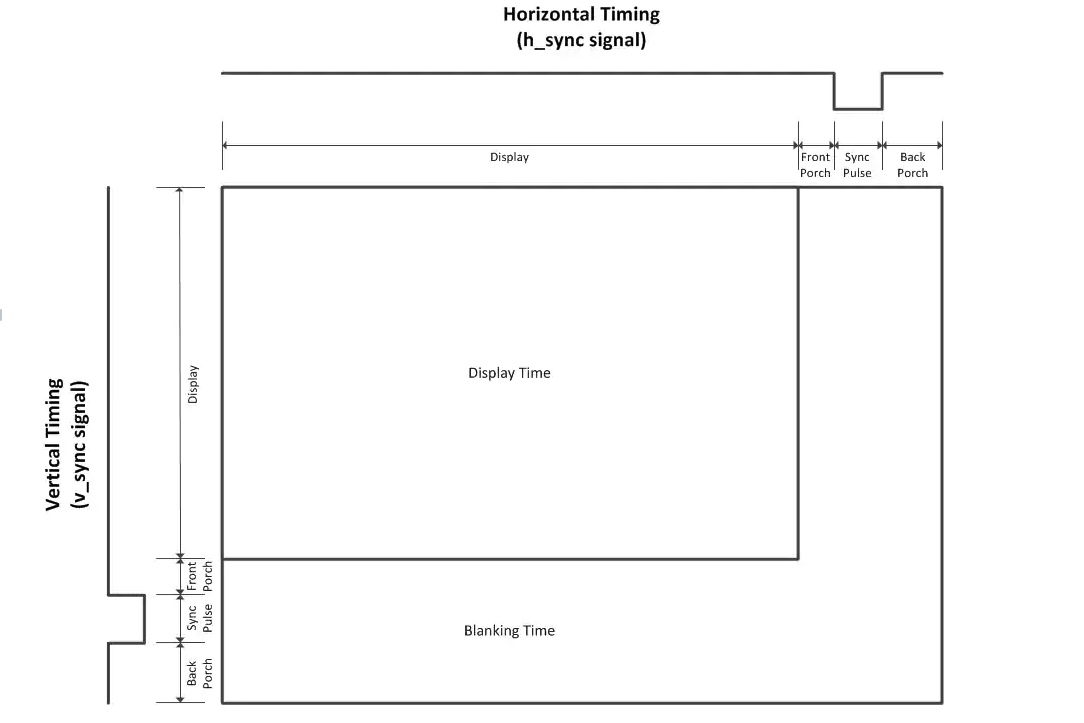 Horizontal Timing
(h_sync signal)
Display
Front
Porch
Sync
Pulse
Back
Porch
Vertical Timing
(v_sync signal)
Display
Display Time
Front
Porch
Sync
Pulse
Blanking Time
Back
Porch